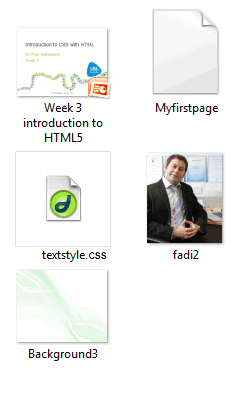 Introduction to CSS with HTML
Week 3
introduction to
HTML5
Myfirstpage
textstyle.css
fadi2
Background3